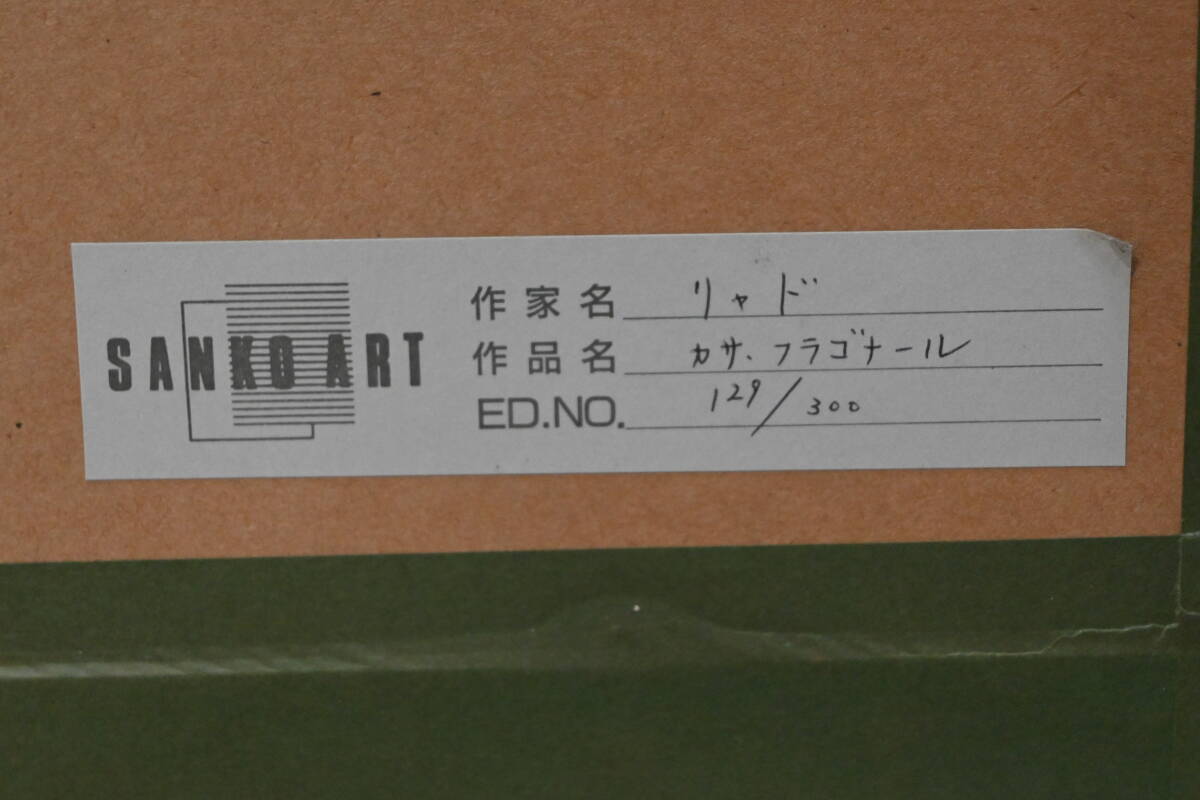 SANKO ART
作家名 リャド
作品名 カサ、フラゴナール
ED.NO. 129/300